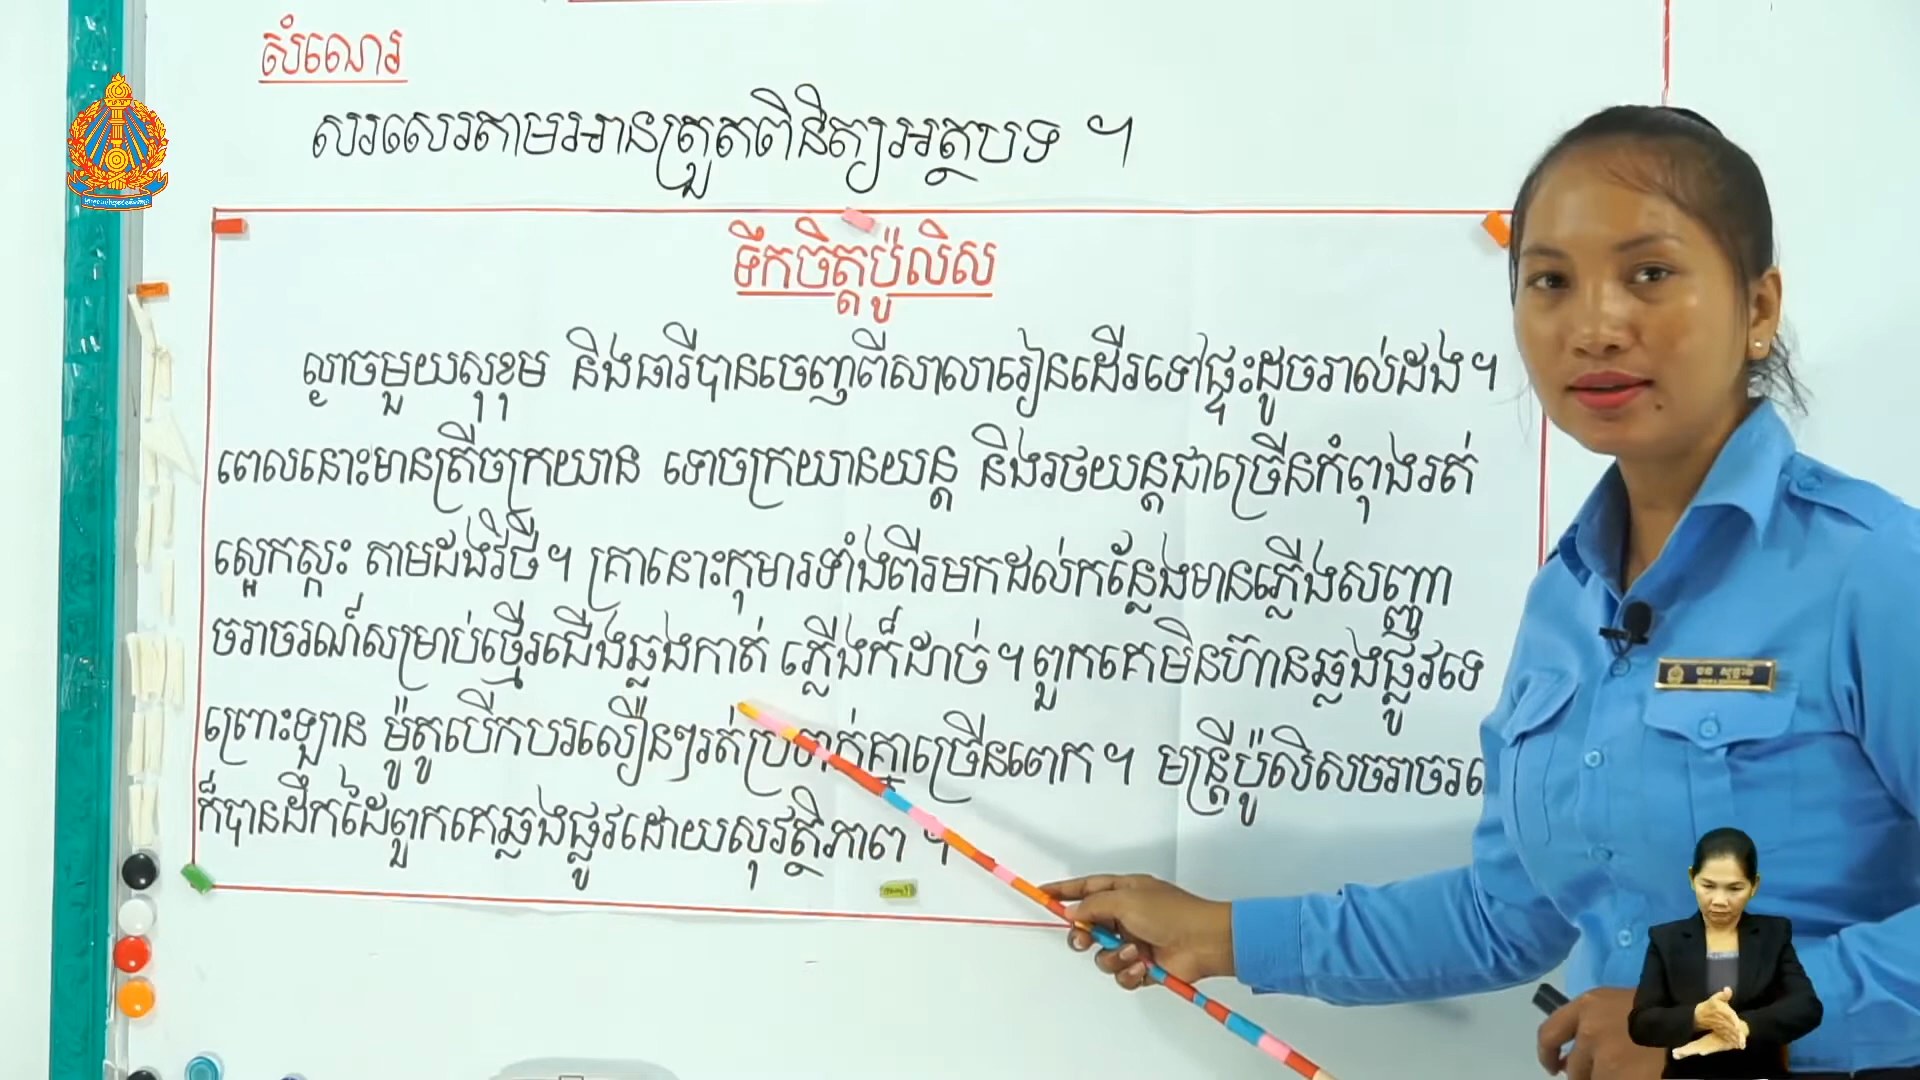 សំណេរ
សរសេរតាមអានត្រួតពិនិត្យអត្ថបទ ។
ទឹកចិត្តប៉ូលិស
ល្ងាចមួយសុខុម និងធារីបានចេញពីសាលារៀនដើរទៅផ្ទះដូចរាល់ដង។
ពេលនោះមានត្រីចក្រយាន ទោចក្រយានយន្ត និងរថយន្តជាច្រើនកំពុងរត់
ស្អេកស្កះ តាមដងវិថី។ គ្រានោះកុមារទាំងពីរមកដល់កន្លែងមានភ្លើងសញ្ញា
ចរាចរណ៍សម្រាប់ថ្មើរជើងឆ្លងកាត់ ភ្លើងក៏ដាច់។ ពួកគេមិនហ៊ានឆ្លងផ្លូវទេ
ព្រោះឡាន ម៉ូតូបើកបរលឿនៗរត់ប្រទាក់គ្នាច្រើនពេក។ មន្ត្រីប៉ូលិសចរាចរណ
ក៏បានដឹកដៃពួកគេឆ្លងផ្លូវដោយសុវត្ថិភាព ។